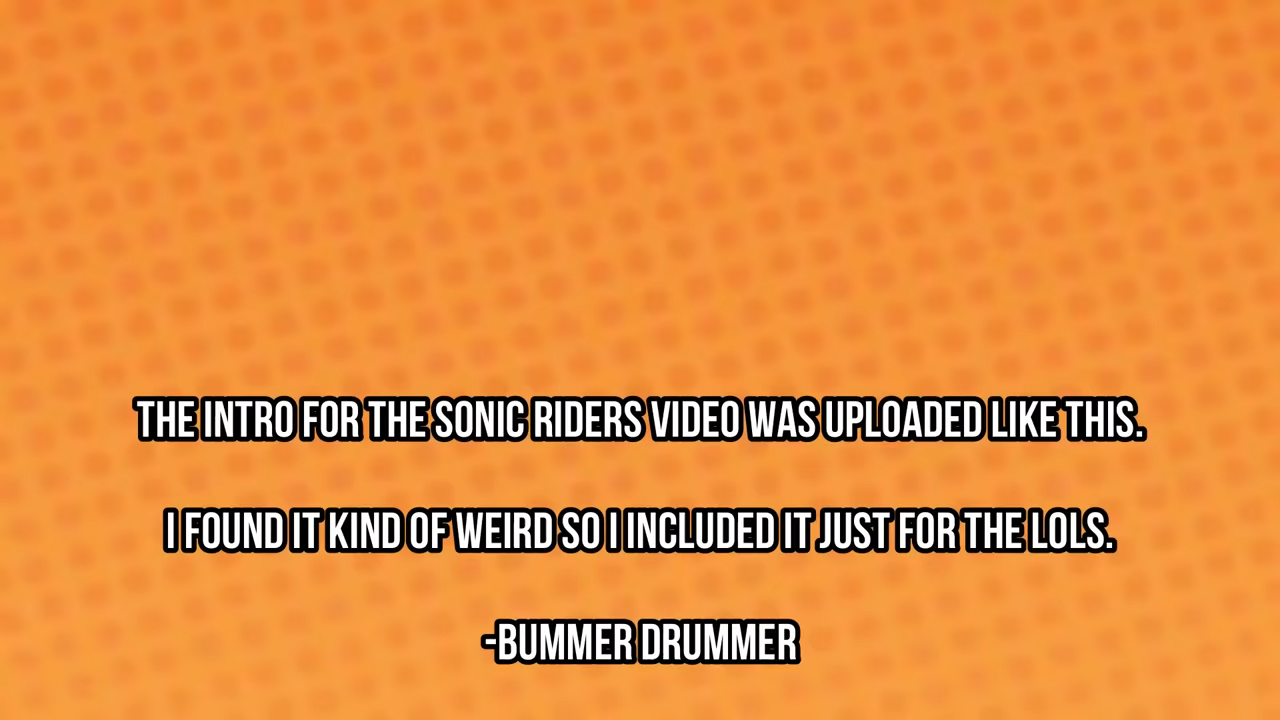 THE INTRO FOR THE SONIC RIDERS VIDEO WAS UPLOADED LIKE THIS.
I FOUND IT KIND OF WEIRD SO I INCLUDED IT JUST FOR THE LOLS.
-BUMMER DRUMMER